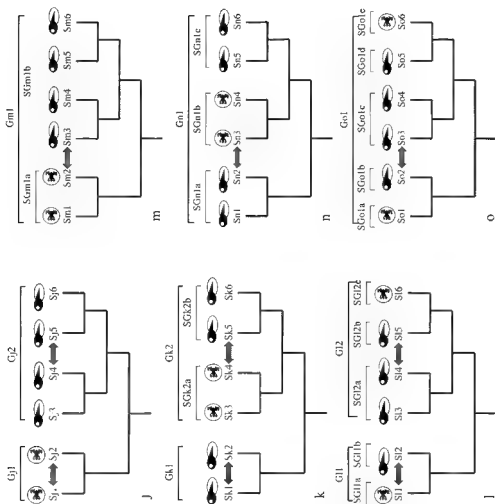 Gj1 Gj2
Sj1 Sj2 Sj3 Sj4 Sj5 Sj6
j
Gk1 Gk2
SGk2a SGk2b
Sk1 Sk2 Sk3 Sk4 Sk5 Sk6
k
Gl1 Gl2
SGl1a SGl1b SGl2a SGl2b SGl2c
Sl1 Sl2 Sl3 Sl4 Sl5 Sl6
l
Gm1
SGm1a SGm1b
Sm1 Sm2 Sm3 Sm4 Sm5 Sm6
m
Gn1
SGn1a SGn1b SGn1c
Sn1 Sn2 Sn3 Sn4 Sn5 Sn6
n
Go1
SGo1a SGo1b SGo1c SGo1d SGo1e
So1 So2 So3 So4 So5 So6
o